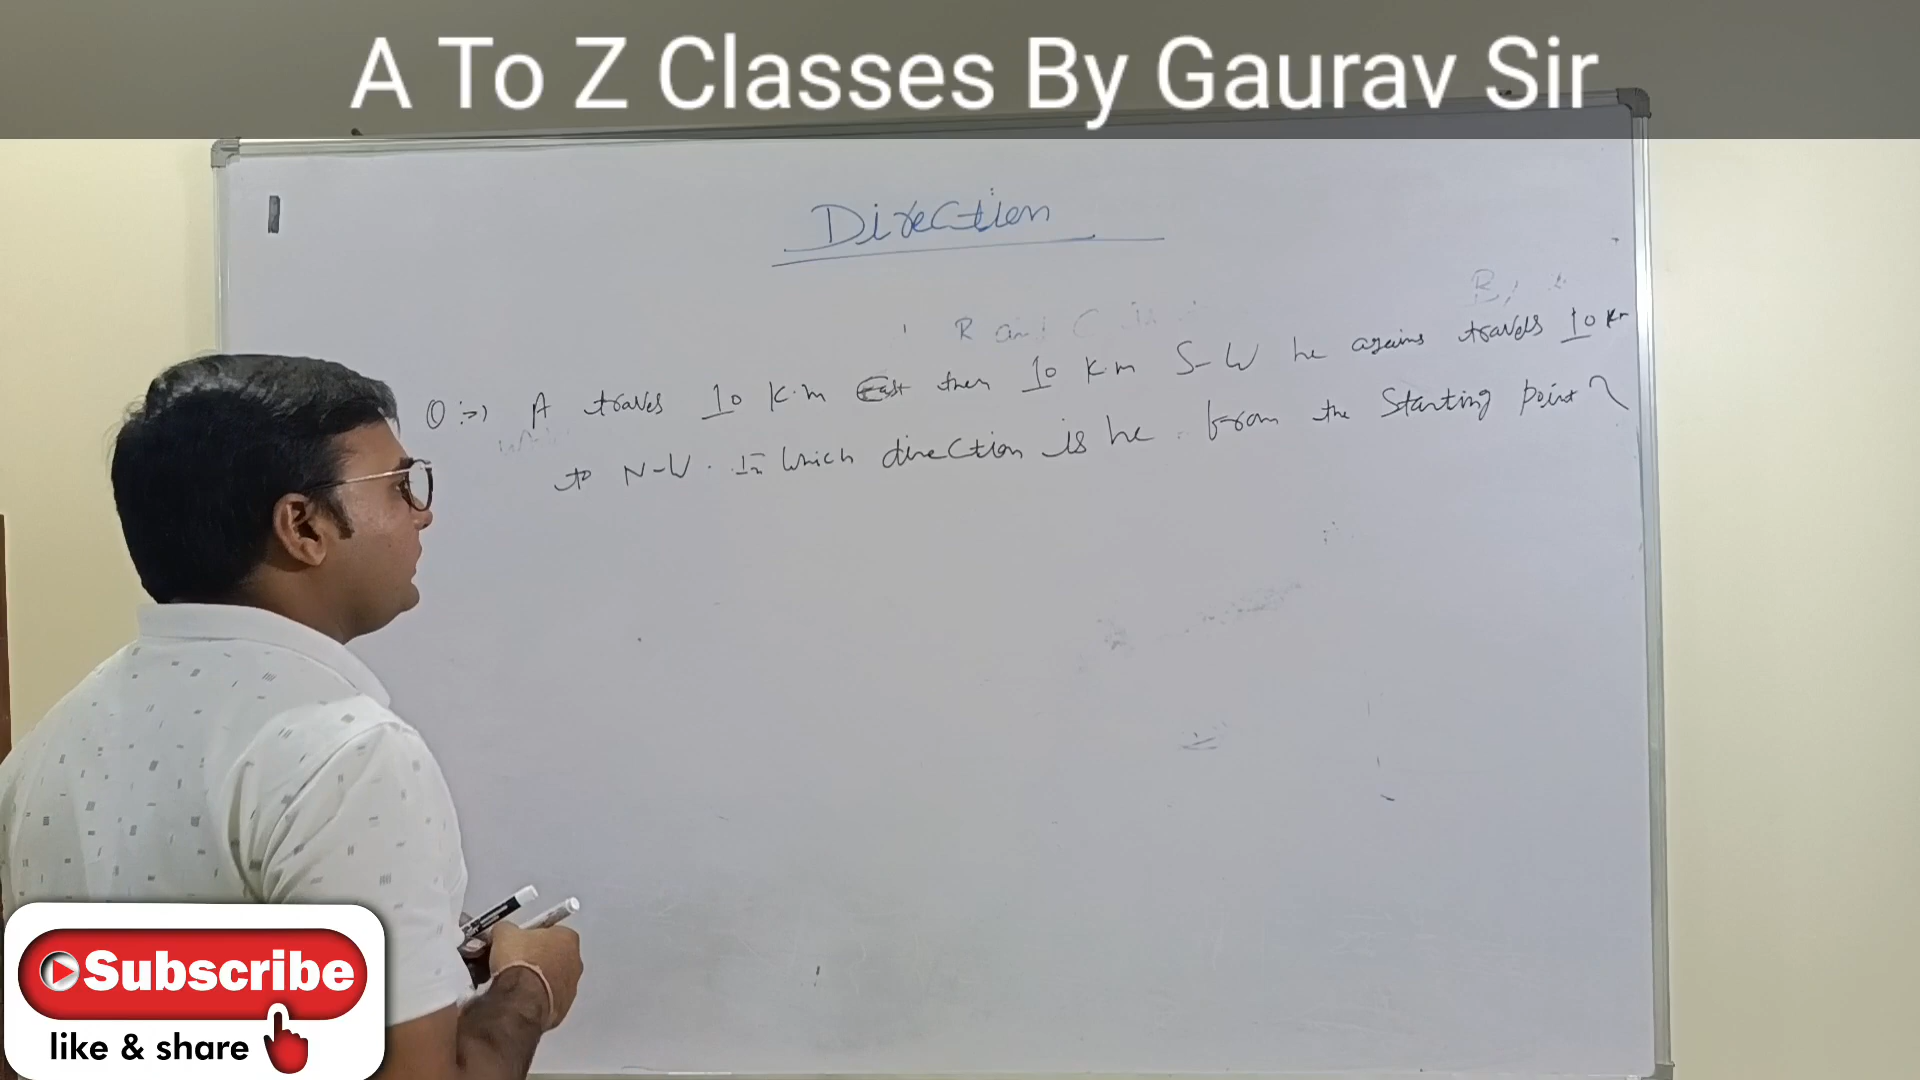 A To Z Classes By Gaurav Sir
Direction
R and C
B,
Q :-> A travels 10 K.m East then 10 K.m S-W he agains travels 10 Km
to N-W. In which direction is he from the starting point ?
Subscribe
like & share